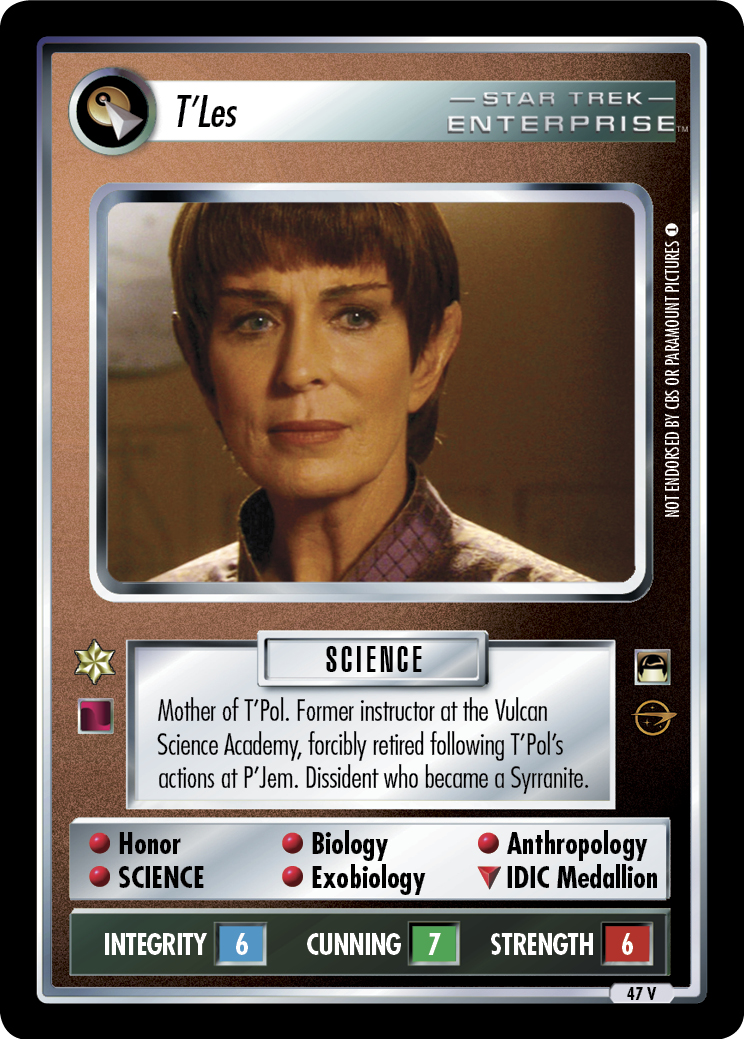 T'Les
STAR TREK
ENTERPRISE™
NOT ENDORSED BY CBS OR PARAMOUNT PICTURES 1
SCIENCE
Mother of T'Pol. Former instructor at the Vulcan
Science Academy, forcibly retired following T'Pol's
actions at P'Jem. Dissident who became a Syrranite.
Honor Biology Anthropology
SCIENCE Exobiology IDIC Medallion
INTEGRITY 6 CUNNING 7 STRENGTH 6
47 V